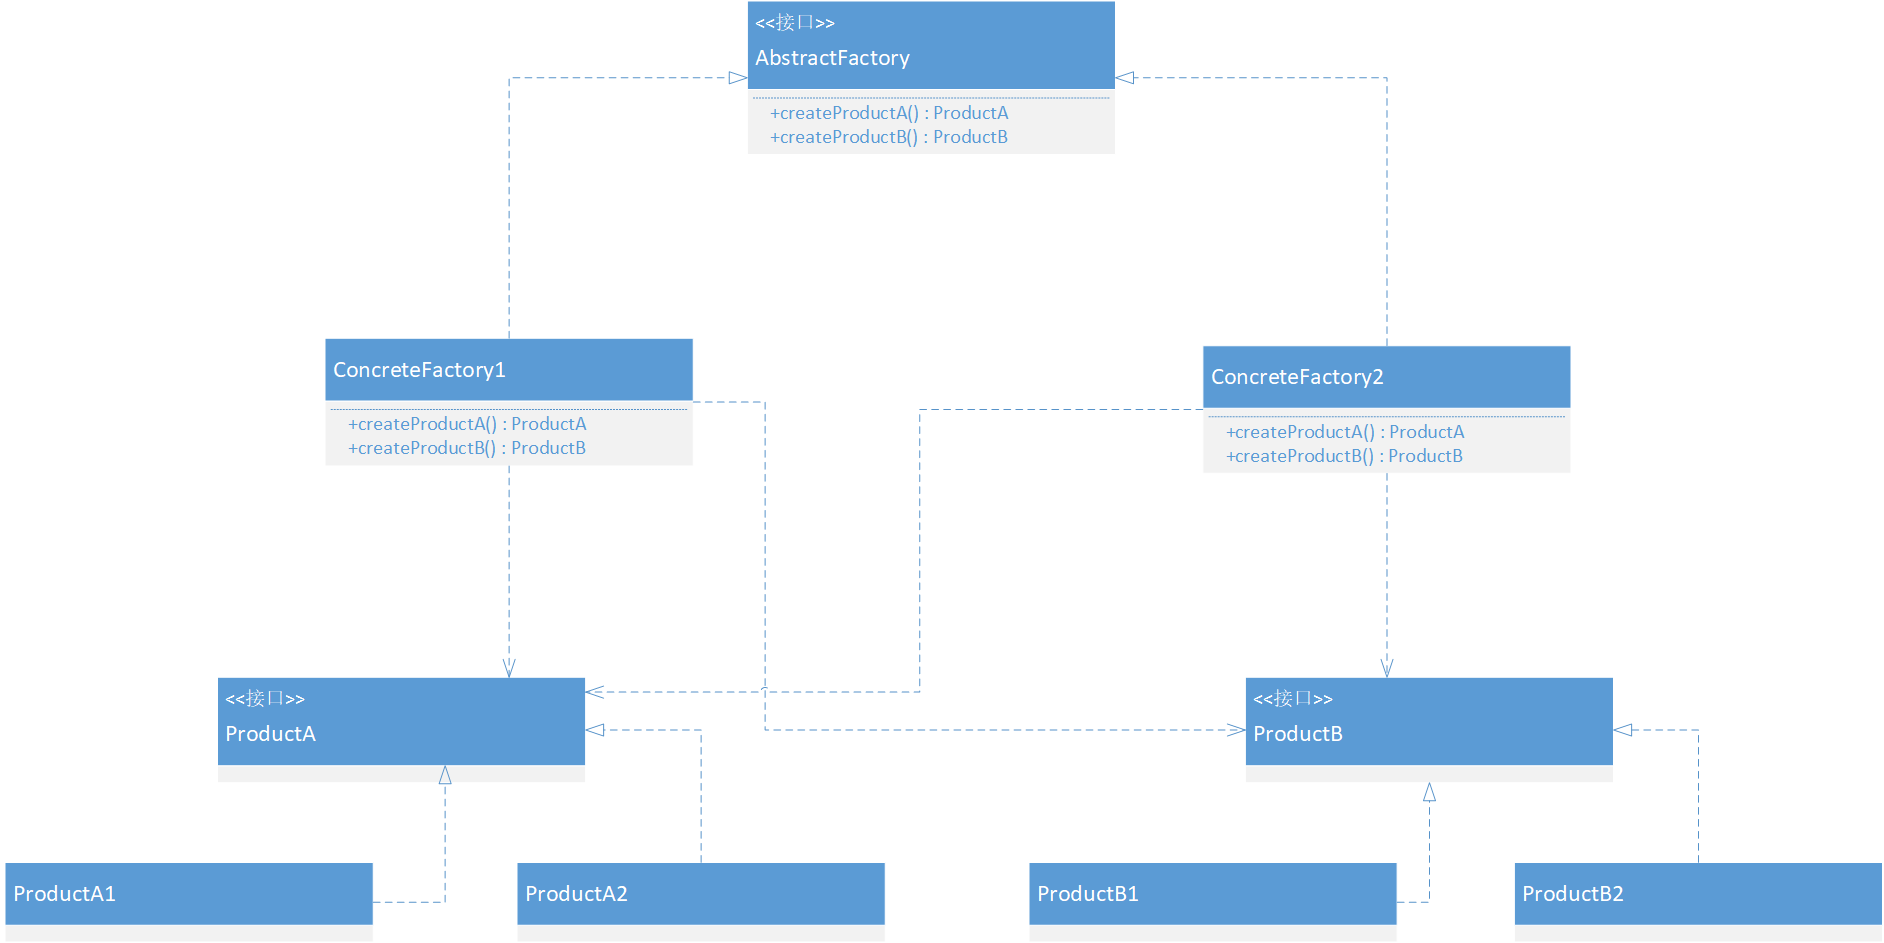 <<接口>>
AbstractFactory
+createProductA() : ProductA
+createProductB() : ProductB
ConcreteFactory1
+createProductA() : ProductA
+createProductB() : ProductB
ConcreteFactory2
+createProductA() : ProductA
+createProductB() : ProductB
<<接口>>
ProductA
<<接口>>
ProductB
ProductA1
ProductA2
ProductB1
ProductB2